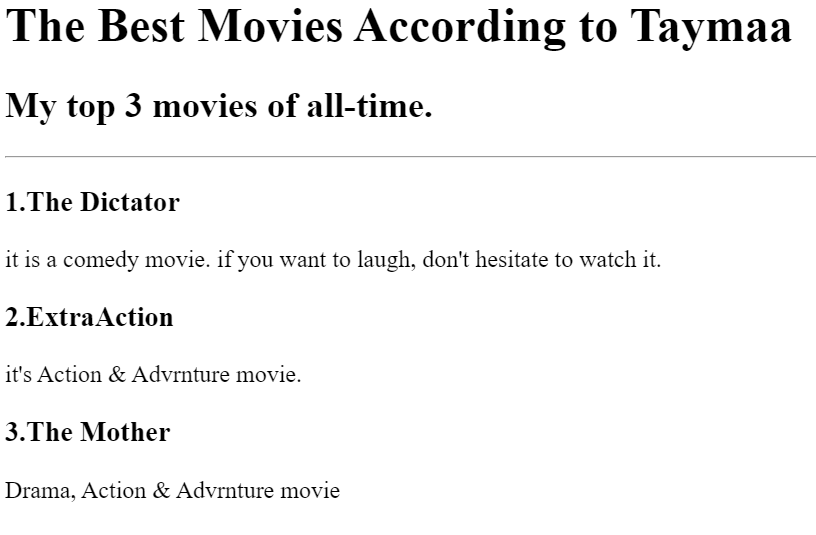 The Best Movies According to Taymaa
My top 3 movies of all-time.
1.The Dictator
it is a comedy movie. if you want to laugh, don't hesitate to watch it.
2.ExtraAction
it's Action & Advrnture movie.
3.The Mother
Drama, Action & Advrnture movie